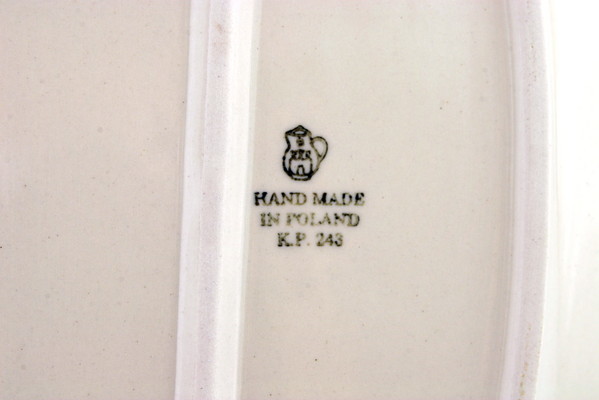 HAND MADE
IN POLAND
K.P. 243